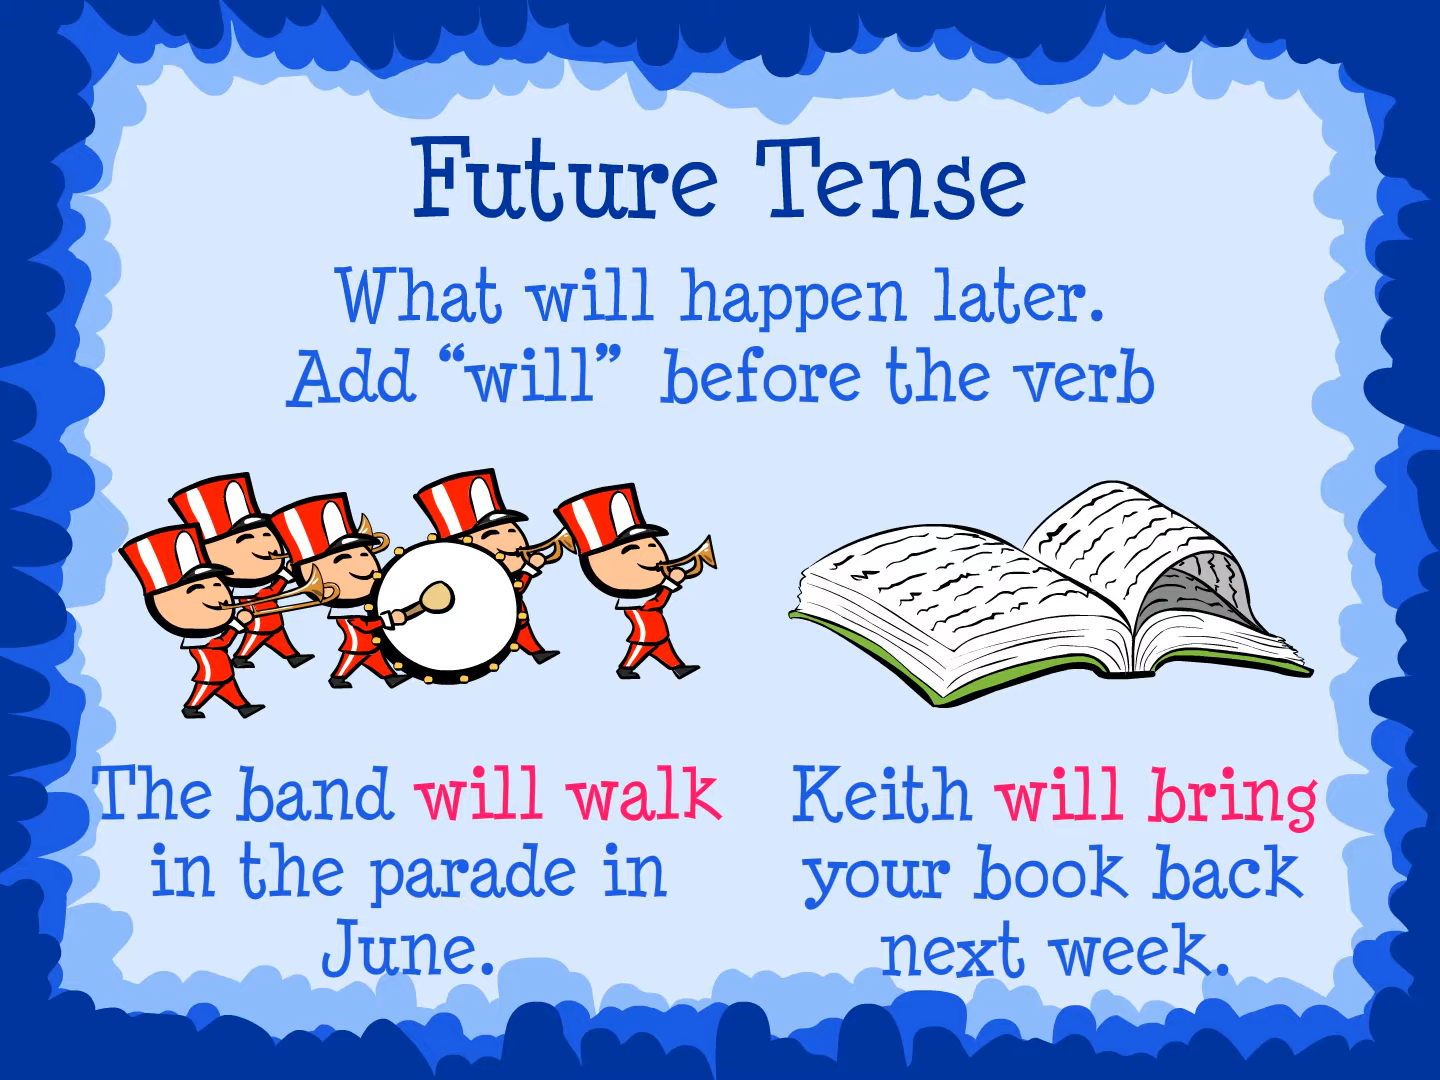 Future Tense
What will happen later.
Add “will” before the verb
The band will walk
in the parade in
June.
Keith will bring
your book back
next week.